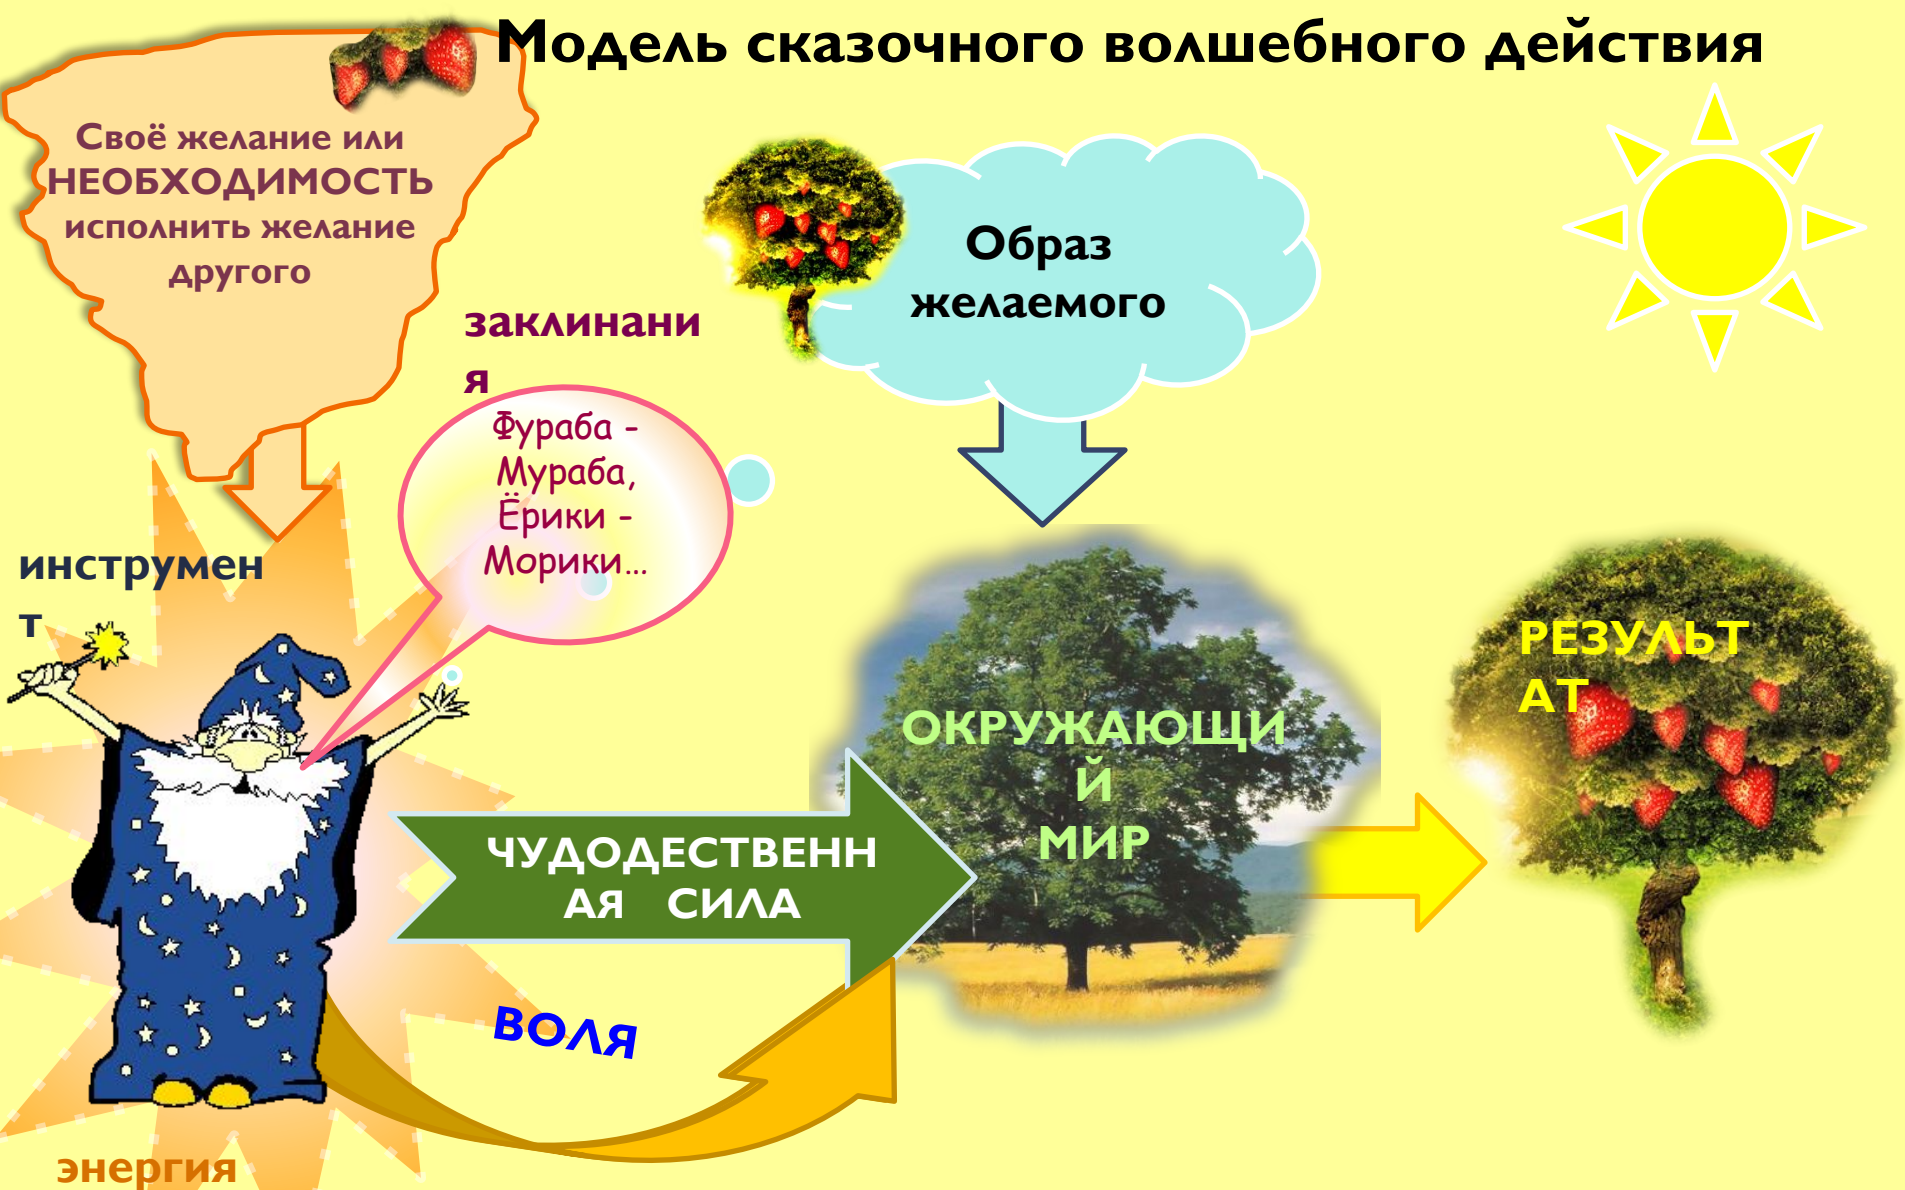 Модель сказочного волшебного действия
Своё желание или
НЕОБХОДИМОСТЬ
исполнить желание
другого
Образ
желаемого
заклинани
я
Фураба -
Мураба,
Ёрики -
Морики...
инструмен
т
РЕЗУЛЬТ
АТ
ОКРУЖАЮЩИ
Й
МИР
ЧУДОДЕСТВЕНН
АЯ СИЛА
ВОЛЯ
энергия